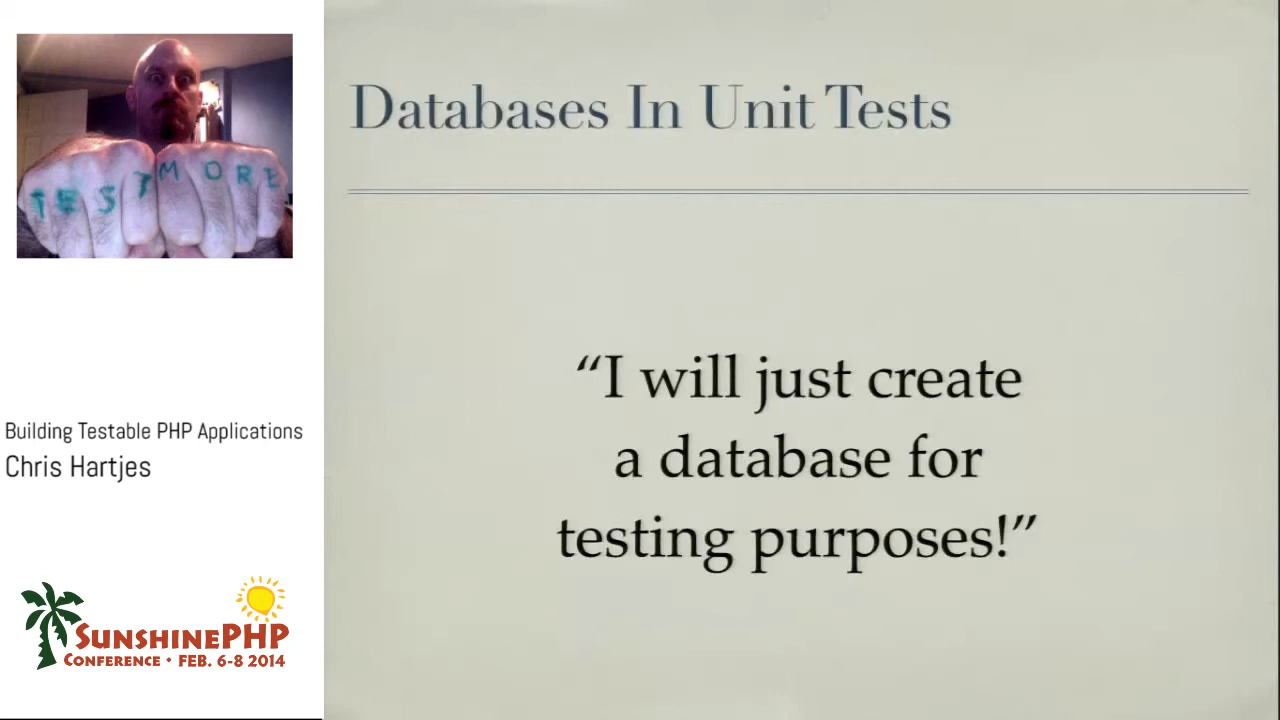 TEST MORE
Databases In Unit Tests
“I will just create
a database for
testing purposes!”
Building Testable PHP Applications
Chris Hartjes
SUNSHINEPHP
CONFERENCE • FEB. 6-8 2014